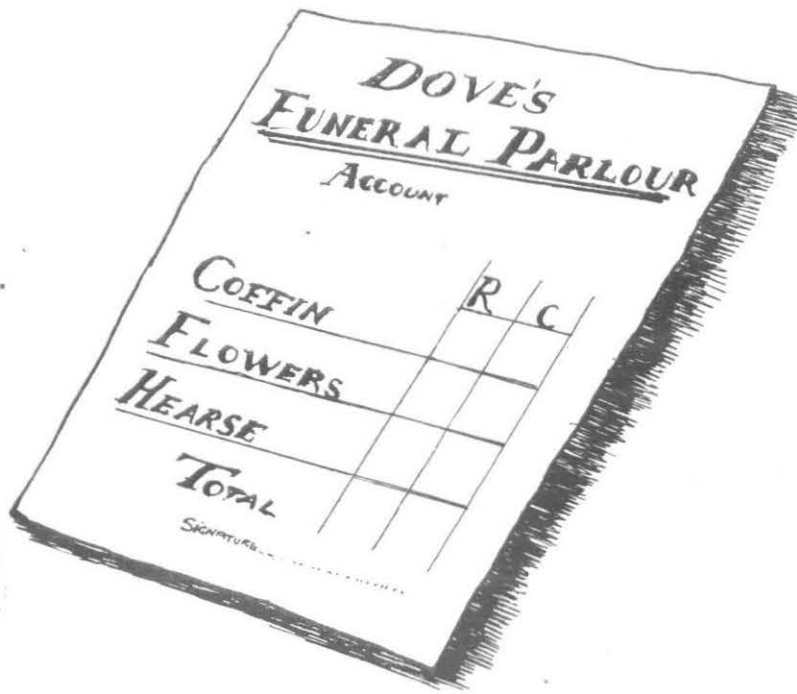 DOVE'S
FUNERAL PARLOUR
ACCOUNT
R C
COFFIN
FLOWERS
HEARSE
TOTAL
SIGNATURE